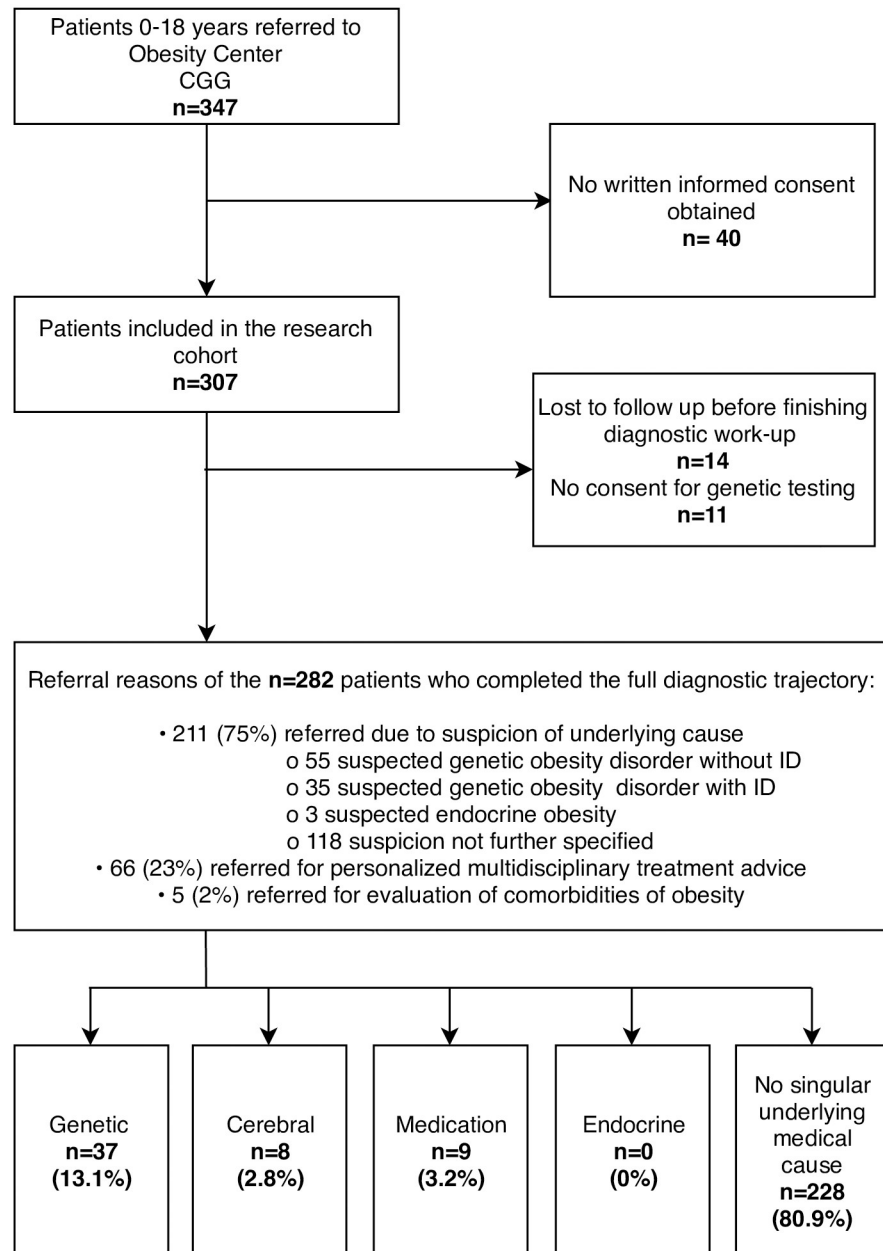 Patients 0-18 years referred to
Obesity Center
CGG
n=347
No written informed consent
obtained
n= 40
Patients included in the research
cohort
n=307
Lost to follow up before finishing
diagnostic work-up
n=14
No consent for genetic testing
n=11
Referral reasons of the n=282 patients who completed the full diagnostic trajectory:
• 211 (75%) referred due to suspicion of underlying cause
o 55 suspected genetic obesity disorder without ID
o 35 suspected genetic obesity disorder with ID
o 3 suspected endocrine obesity
o 118 suspicion not further specified
• 66 (23%) referred for personalized multidisciplinary treatment advice
• 5 (2%) referred for evaluation of comorbidities of obesity
Genetic
n=37
(13.1%)
Cerebral
n=8
(2.8%)
Medication
n=9
(3.2%)
Endocrine
n=0
(0%)
No singular
underlying
medical
cause
n=228
(80.9%)